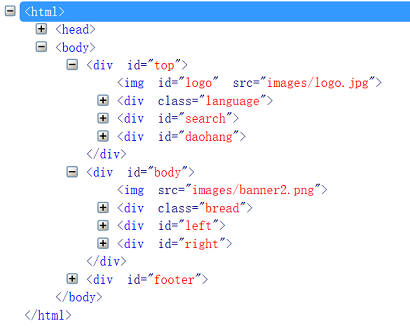 <html>
<head>
<body>
<div id="top">
<img id="logo" src="images/logo.jpg">
<div class="language">
<div id="search">
<div id="daohang">
</div>
<div id="body">
<img src="images/banner2.png">
<div class="bread">
<div id="left">
<div id="right">
</div>
<div id="footer">
</body>
</html>